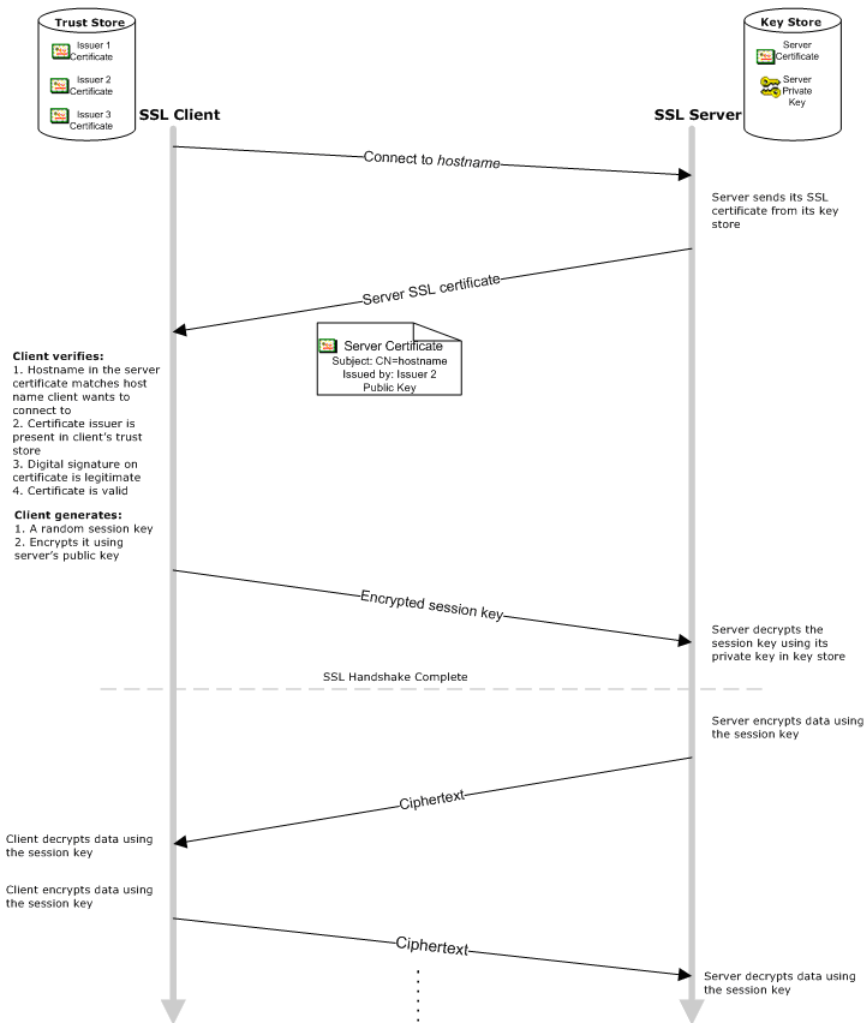 Trust Store
Issuer 1
Certificate
Issuer 2
Certificate
Issuer 3
Certificate
Key Store
Server
Certificate
Server
Private
Key
SSL Client
SSL Server
Connect to hostname
Server sends its SSL
certificate from its key
store
Server SSL certificate
Server Certificate
Subject: CN=hostname
Issued by: Issuer 2
Public Key
Client verifies:
1. Hostname in the server
certificate matches host
name client wants to
connect to
2. Certificate issuer is
present in client's trust
store
3. Digital signature on
certificate is legitimate
4. Certificate is valid
Client generates:
1. A random session key
2. Encrypts it using
server's public key
Encrypted session key
Server decrypts the
session key using its
private key in key store
SSL Handshake Complete
Server encrypts data using
the session key
Ciphertext
Client decrypts data using
the session key
Client encrypts data using
the session key
Ciphertext
Server decrypts data using
the session key